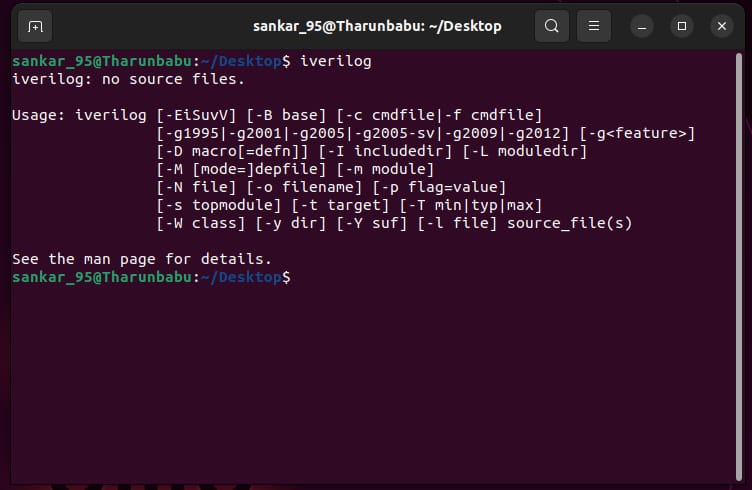 sankar_95@Tharunbabu: ~/Desktop
sankar_95@Tharunbabu:~/Desktop$ iverilog
iverilog: no source files.
Usage: iverilog [-EiSuvV] [-B base] [-c cmdfile|-f cmdfile]
[-g1995|-g2001|-g2005|-g2005-sv|-g2009|-g2012] [-g<feature>]
[-D macro[=defn]] [-I includedir] [-L moduledir]
[-M [mode=]depfile] [-m module]
[-N file] [-o filename] [-p flag=value]
[-s topmodule] [-t target] [-T min|typ|max]
[-W class] [-y dir] [-Y suf] [-l file] source_file(s)
See the man page for details.
sankar_95@Tharunbabu:~/Desktop$